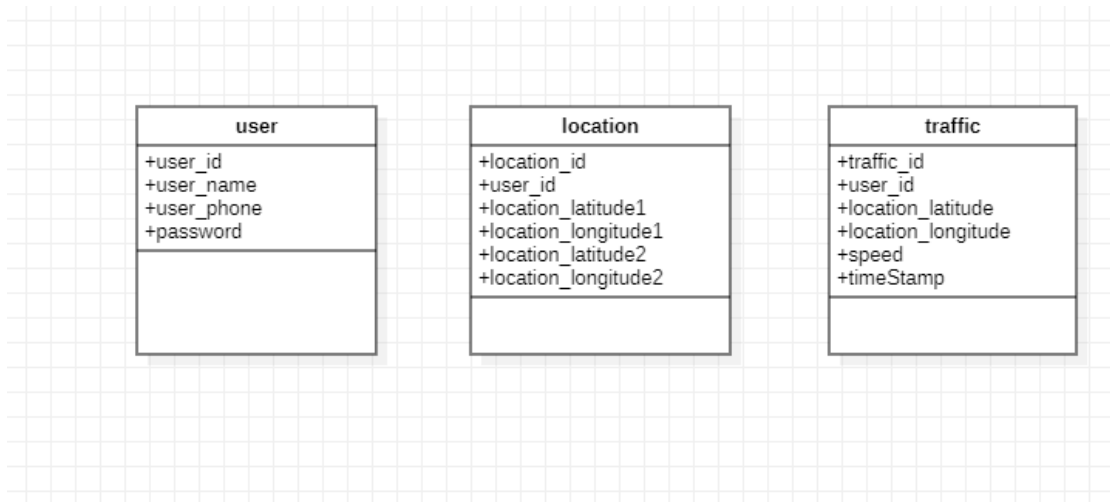 user
+user_id
+user_name
+user_phone
+password
location
+location_id
+user_id
+location_latitude1
+location_longitude1
+location_latitude2
+location_longitude2
traffic
+traffic_id
+user_id
+location_latitude
+location_longitude
+speed
+timeStamp